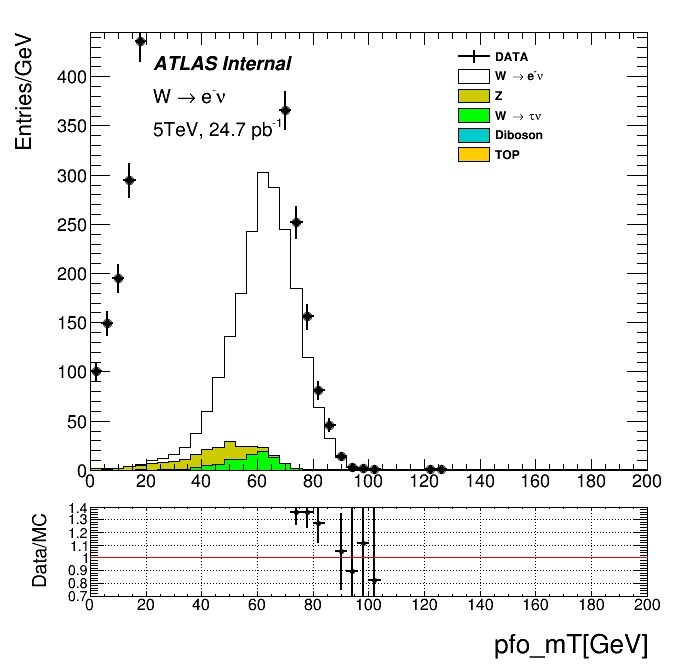 Entries/GeV
400
350
300
250
200
150
100
50
0
ATLAS Internal
W → e⁻ν
5TeV, 24.7 pb⁻¹
DATA
W → e⁻ν
Z
W → τν
Diboson
TOP
0 20 40 60 80 100 120 140 160 180 200
Data/MC
1.4
1.3
1.2
1.1
1
0.9
0.8
0.7
0 20 40 60 80 100 120 140 160 180 200
pfo_mT[GeV]